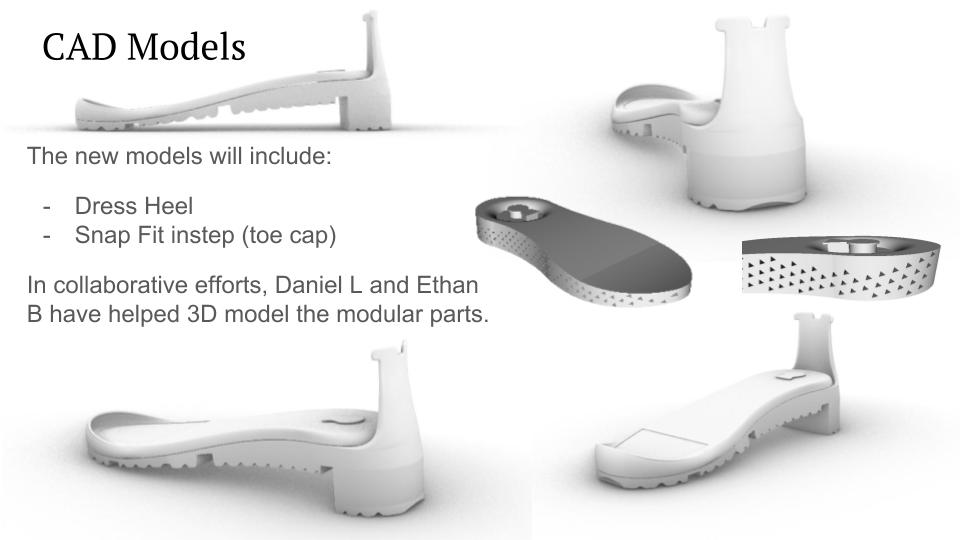 CAD Models
The new models will include:
- Dress Heel
- Snap Fit instep (toe cap)
In collaborative efforts, Daniel L and Ethan
B have helped 3D model the modular parts.